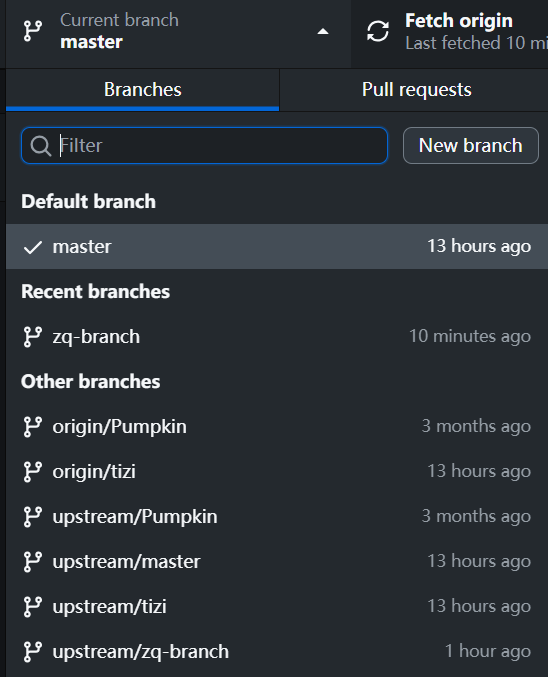 Current branch
master
Fetch origin
Last fetched 10 mi
Branches
Pull requests
Filter
New branch
Default branch
master 13 hours ago
Recent branches
zq-branch 10 minutes ago
Other branches
origin/Pumpkin 3 months ago
origin/tizi 13 hours ago
upstream/Pumpkin 3 months ago
upstream/master 13 hours ago
upstream/tizi 13 hours ago
upstream/zq-branch 1 hour ago